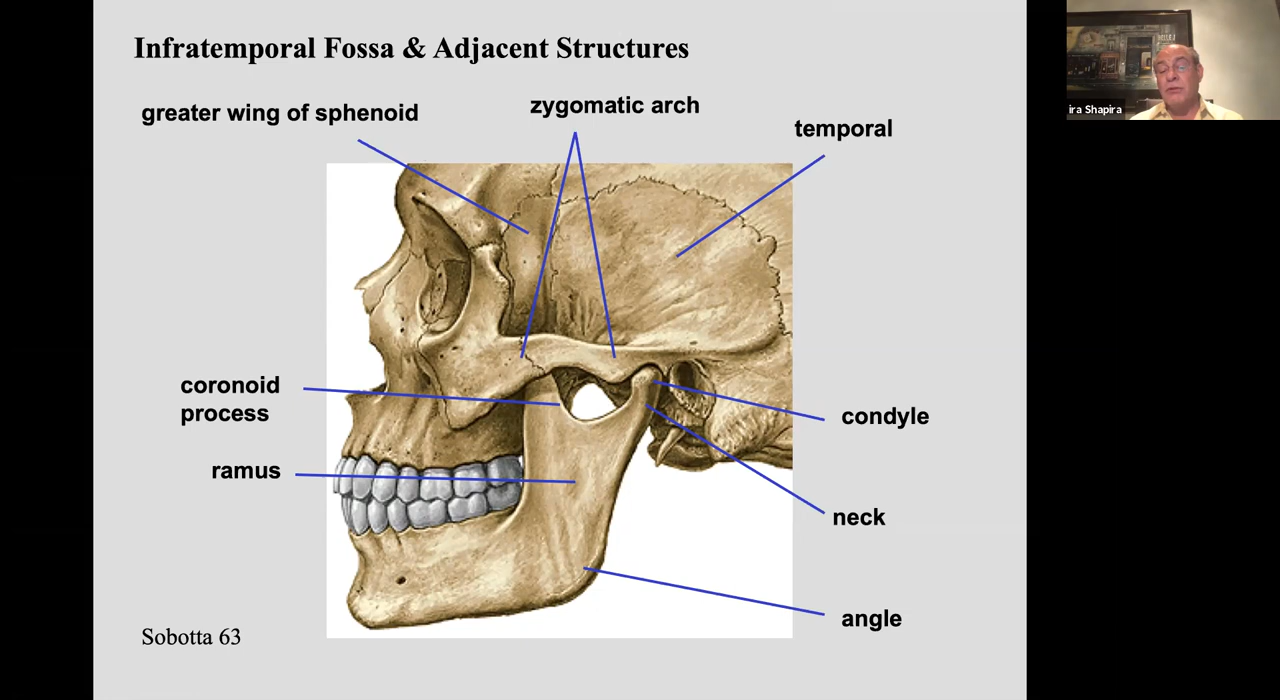 Infratemporal Fossa & Adjacent Structures
greater wing of sphenoid
zygomatic arch
temporal
coronoid
process
condyle
ramus
neck
angle
Sobotta 63
ira Shapira